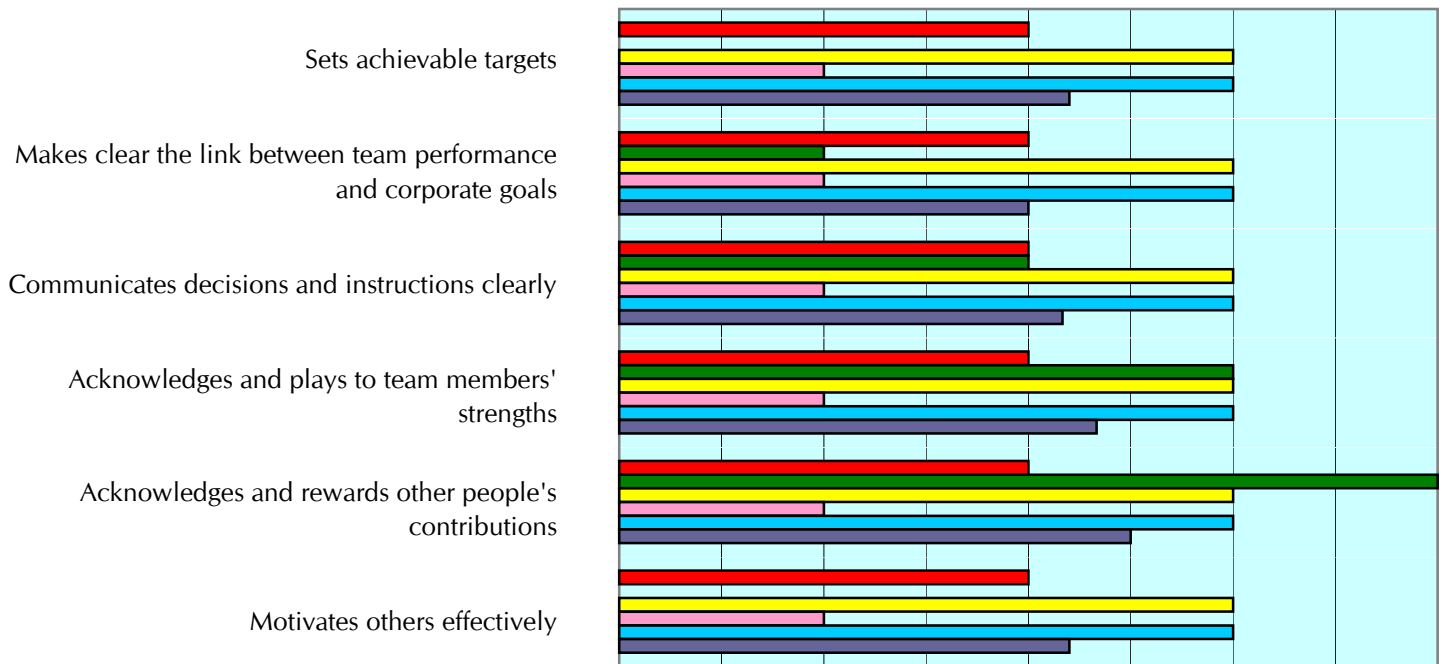 Sets achievable targets
Makes clear the link between team performance
and corporate goals
Communicates decisions and instructions clearly
Acknowledges and plays to team members'
strengths
Acknowledges and rewards other people's
contributions
Motivates others effectively